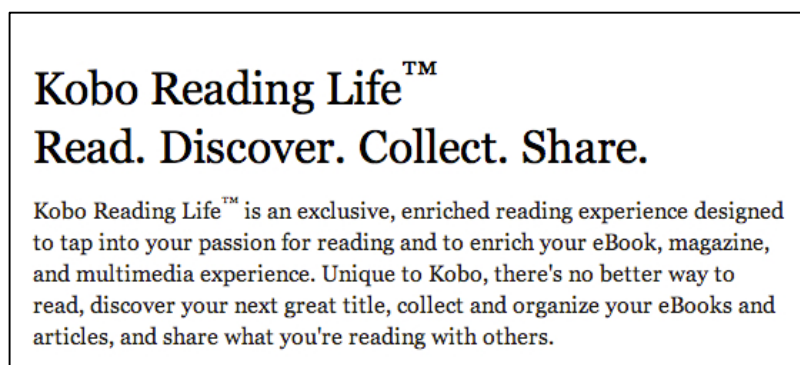 Kobo Reading Life™
Read. Discover. Collect. Share.
Kobo Reading Life™ is an exclusive, enriched reading experience designed
to tap into your passion for reading and to enrich your eBook, magazine,
and multimedia experience. Unique to Kobo, there's no better way to
read, discover your next great title, collect and organize your eBooks and
articles, and share what you're reading with others.